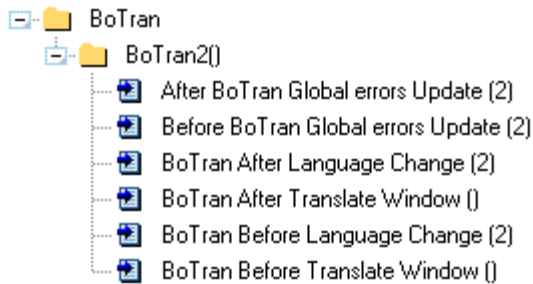 BoTran
BoTran2()
After BoTran Global errors Update (2)
Before BoTran Global errors Update (2)
BoTran After Language Change (2)
BoTran After Translate Window ()
BoTran Before Language Change (2)
BoTran Before Translate Window ()